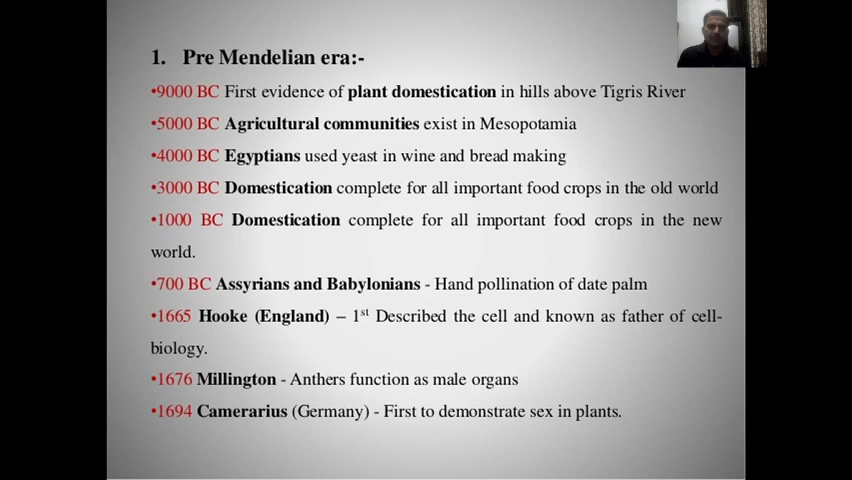 1. Pre Mendelian era:-
•9000 BC First evidence of plant domestication in hills above Tigris River
•5000 BC Agricultural communities exist in Mesopotamia
•4000 BC Egyptians used yeast in wine and bread making
•3000 BC Domestication complete for all important food crops in the old world
•1000 BC Domestication complete for all important food crops in the new
world.
•700 BC Assyrians and Babylonians - Hand pollination of date palm
•1665 Hooke (England) – 1st Described the cell and known as father of cell-
biology.
•1676 Millington - Anthers function as male organs
•1694 Camerarius (Germany) - First to demonstrate sex in plants.